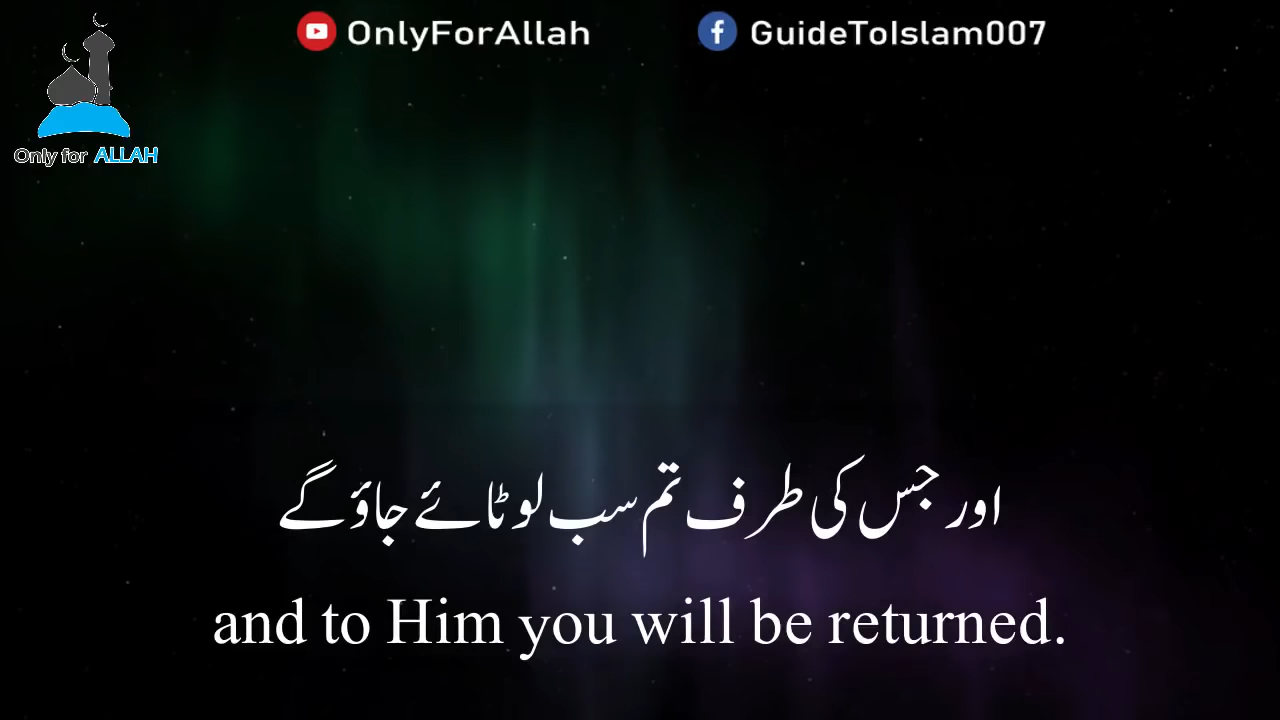 OnlyForAllah
GuideToIslam007
Only for ALLAH
اور جس کی طرف تم سب لوٹائے جاؤ گے
and to Him you will be returned.